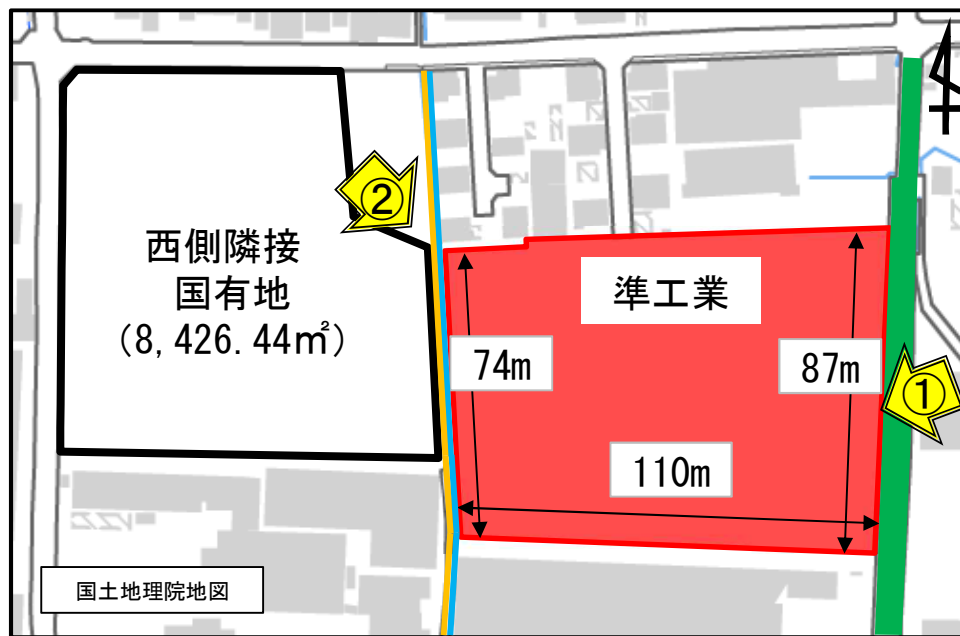 ②
西側隣接
国有地
（8,426.44㎡）
準工業
74m
87m
①
110m
国土地理院地図